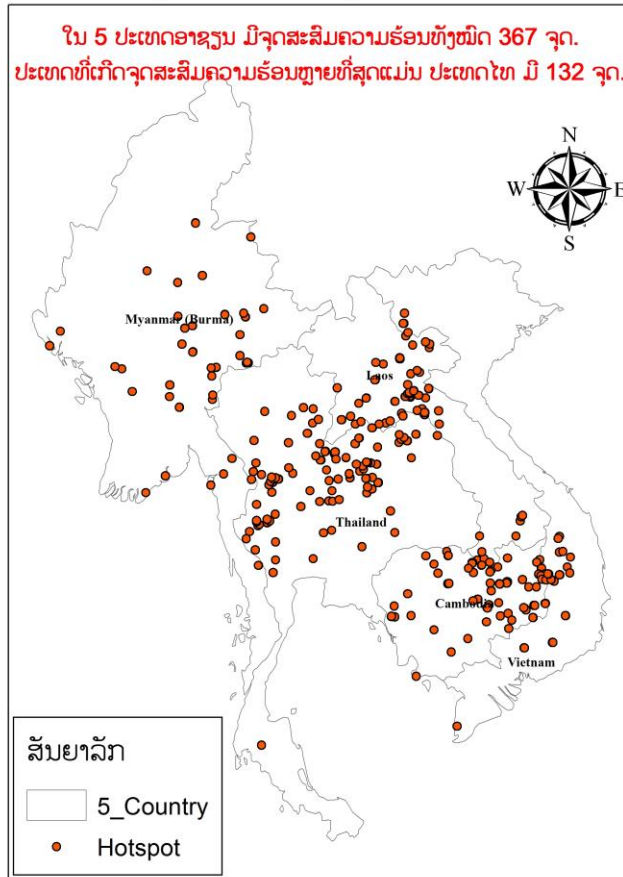 ໃນ 5 ປະເທດອາຊຽນ ມີຈຸດສະສົມຄວາມຮ້ອນທັງໝົດ 367 ຈຸດ.
ປະເທດທີ່ເກີດຈຸດສະສົມຄວາມຮ້ອນຫຼາຍທີ່ສຸດແມ່ນ ປະເທດໄທ ມີ 132 ຈຸດ.
N
W E
S
Myanmar (Burma)
Laos
Thailand
Cambodia
Vietnam
ສັນຍາລັກ
5_Country
Hotspot